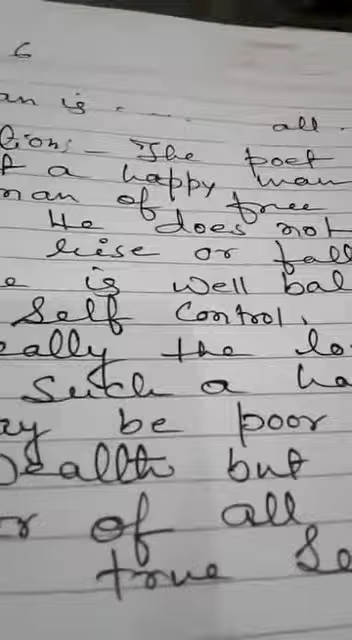 6
an is . . . . . all .
tion:- The poet
f a happy man
man of free
He does not
rise or fall
e is well bal
self control.
eally the lo
Such a ha
ay be poor
ealth but
r of all
true Se